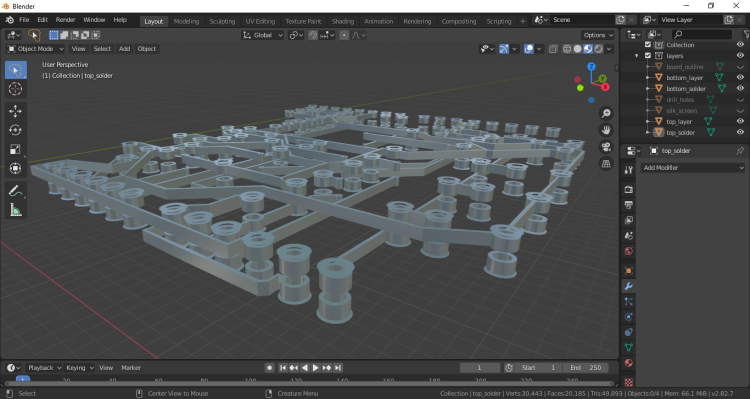 Blender
File Edit Render Window Help Layout Modeling Sculpting UV Editing Texture Paint Shading Animation Rendering Compositing Scripting + Scene View Layer
Global Options
Object Mode View Select Add Object
User Perspective
(1) Collection | top_solder
Z
Y
X
Collection
layers
board_outline
bottom_layer
bottom_solder
drill_holes
silk_screen
top_layer
top_solder
top_solder
Add Modifier
Playback Keying View Marker 1 Start 1 End 250
1 20 40 60 80 100 120 140 160 180 200 220 240
Select Center View to Mouse Creature Menu Collection | top_solder | Verts:30,443 | Faces:20,185 | Tris:49,893 | Objects:0/4 | Mem: 66.1 MiB | v2.82.7